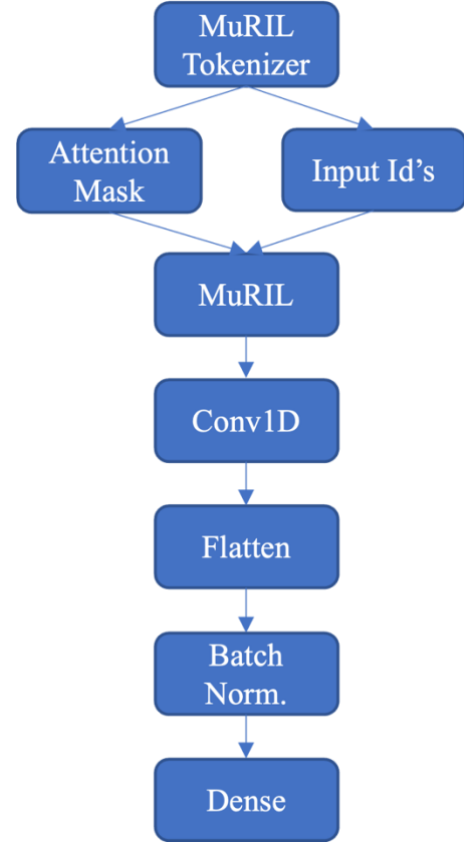 MuRIL
Tokenizer
Attention
Mask
Input Id's
MuRIL
Conv1D
Flatten
Batch
Norm.
Dense